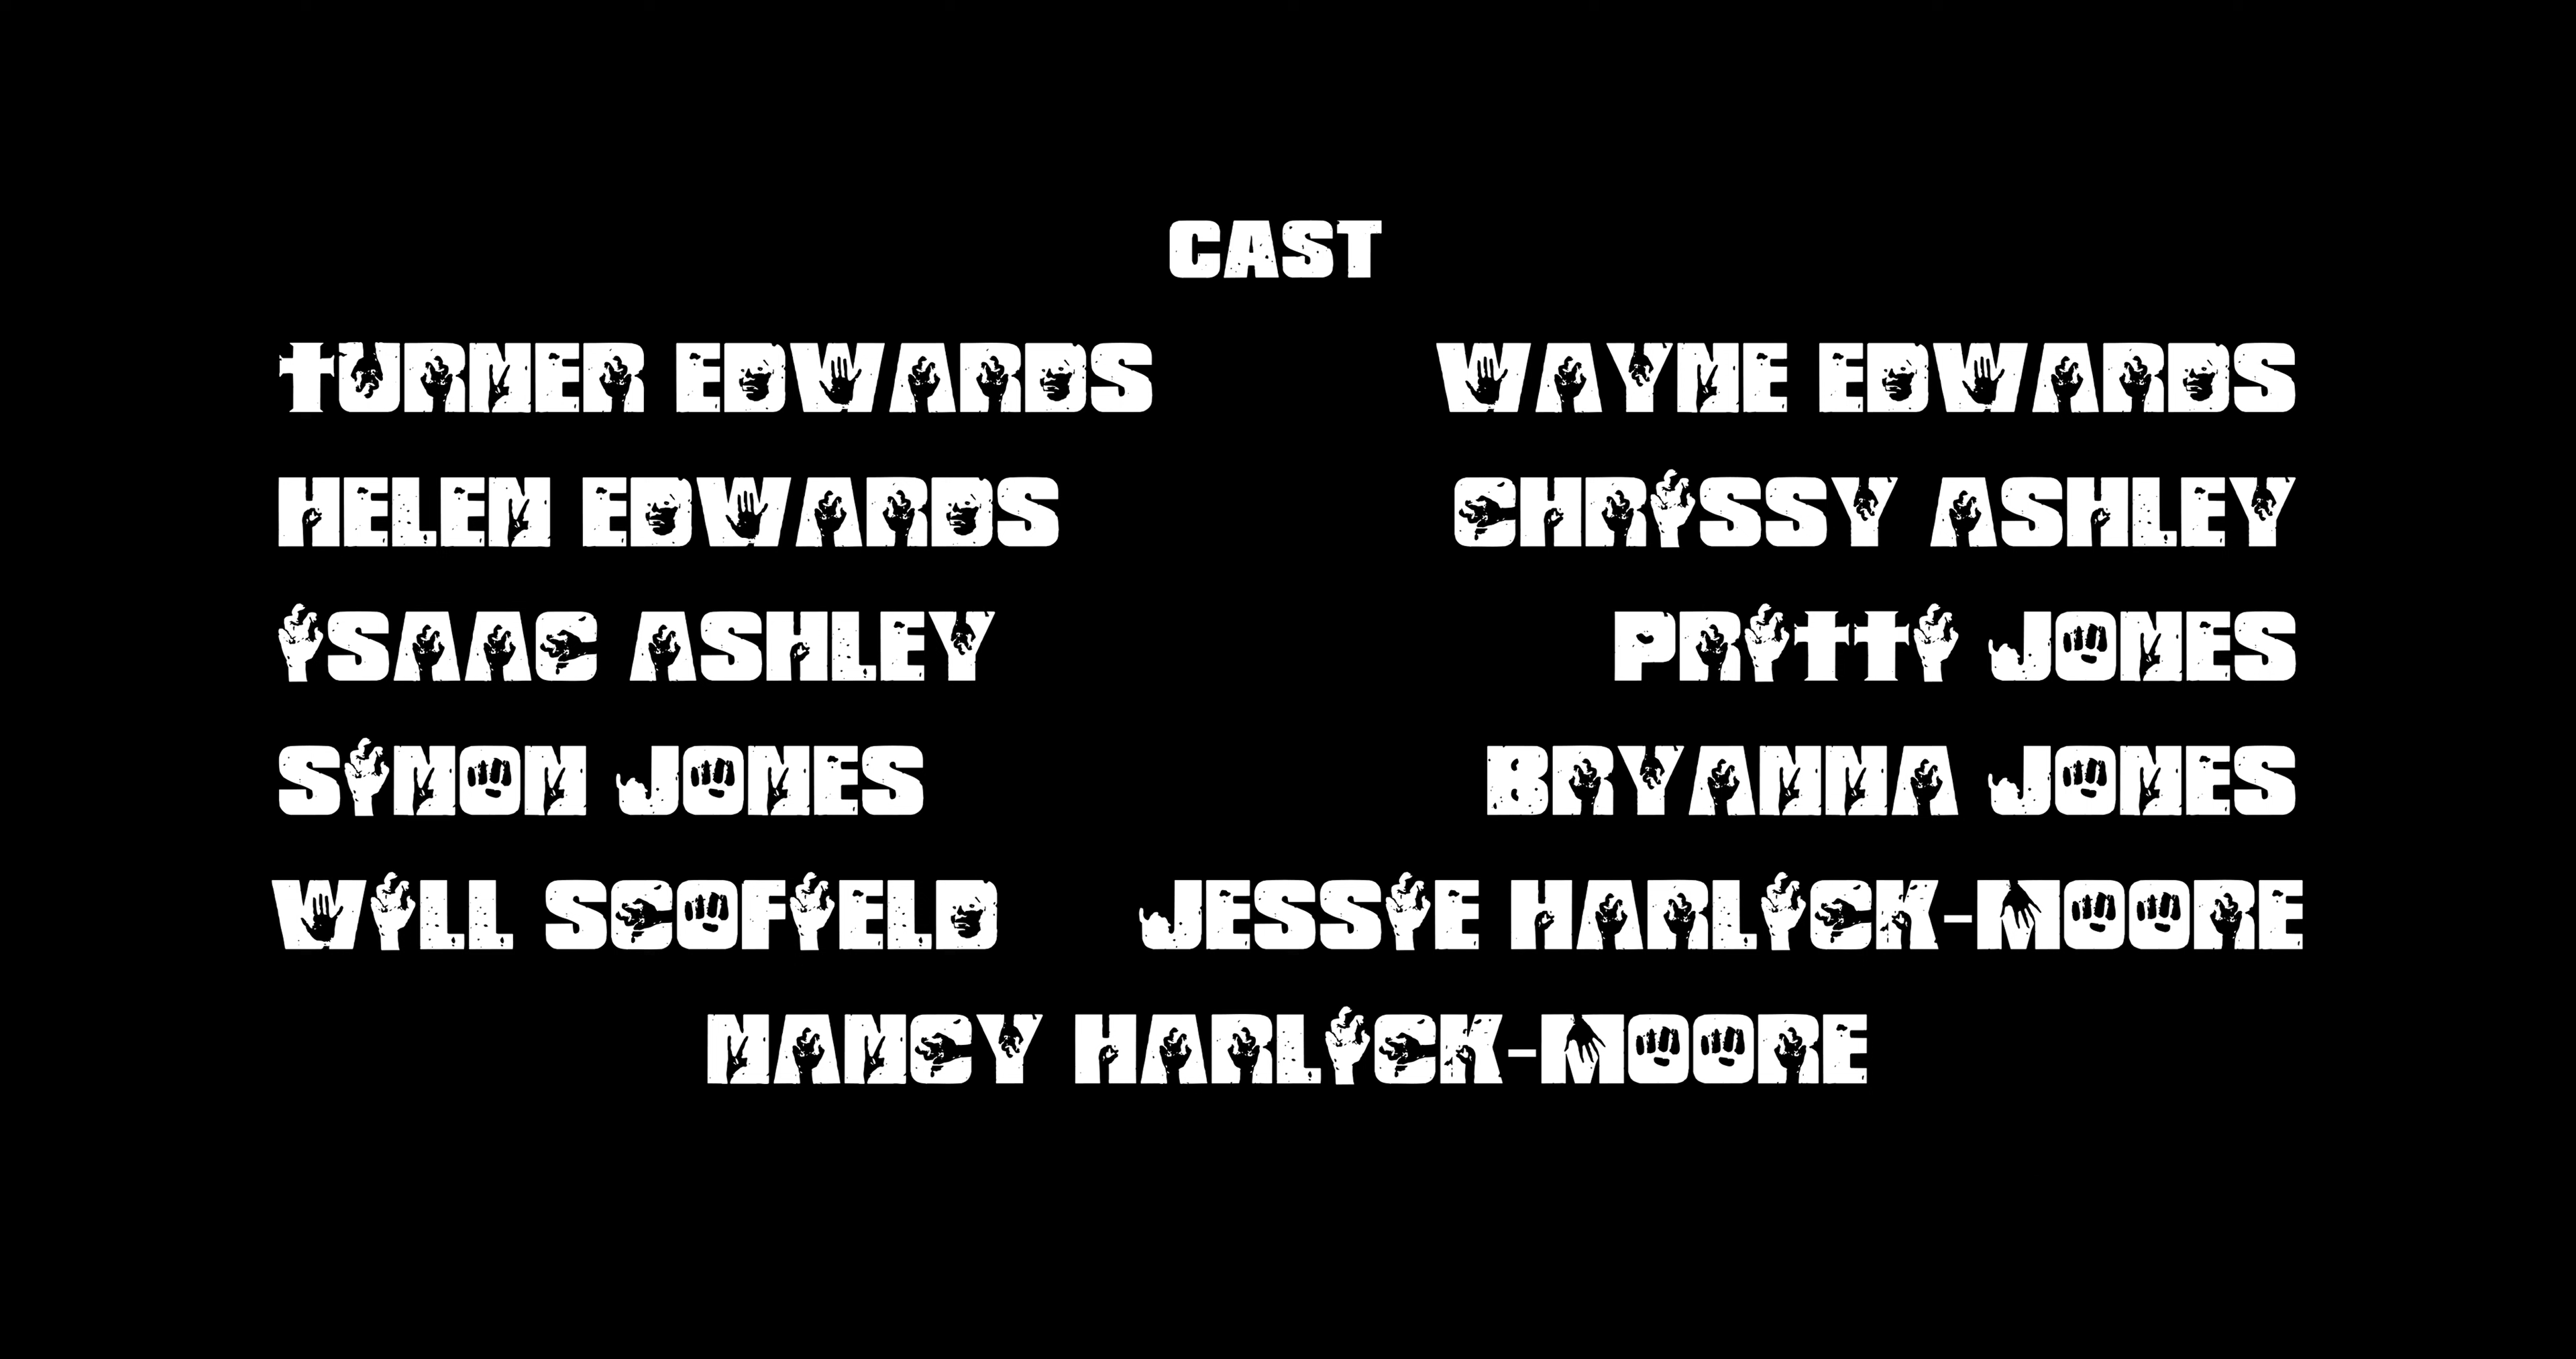 CAST
TURNER EDWARDS
WAYNE EDWARDS
HELEN EDWARDS
CHRISSY ASHLEY
ISAAC ASHLEY
PRITTI JONES
SINON JONES
BRYANNA JONES
WILL SCOFIELD
JESSIE HARLICK-MOORE
NANCY HARLICK-MOORE